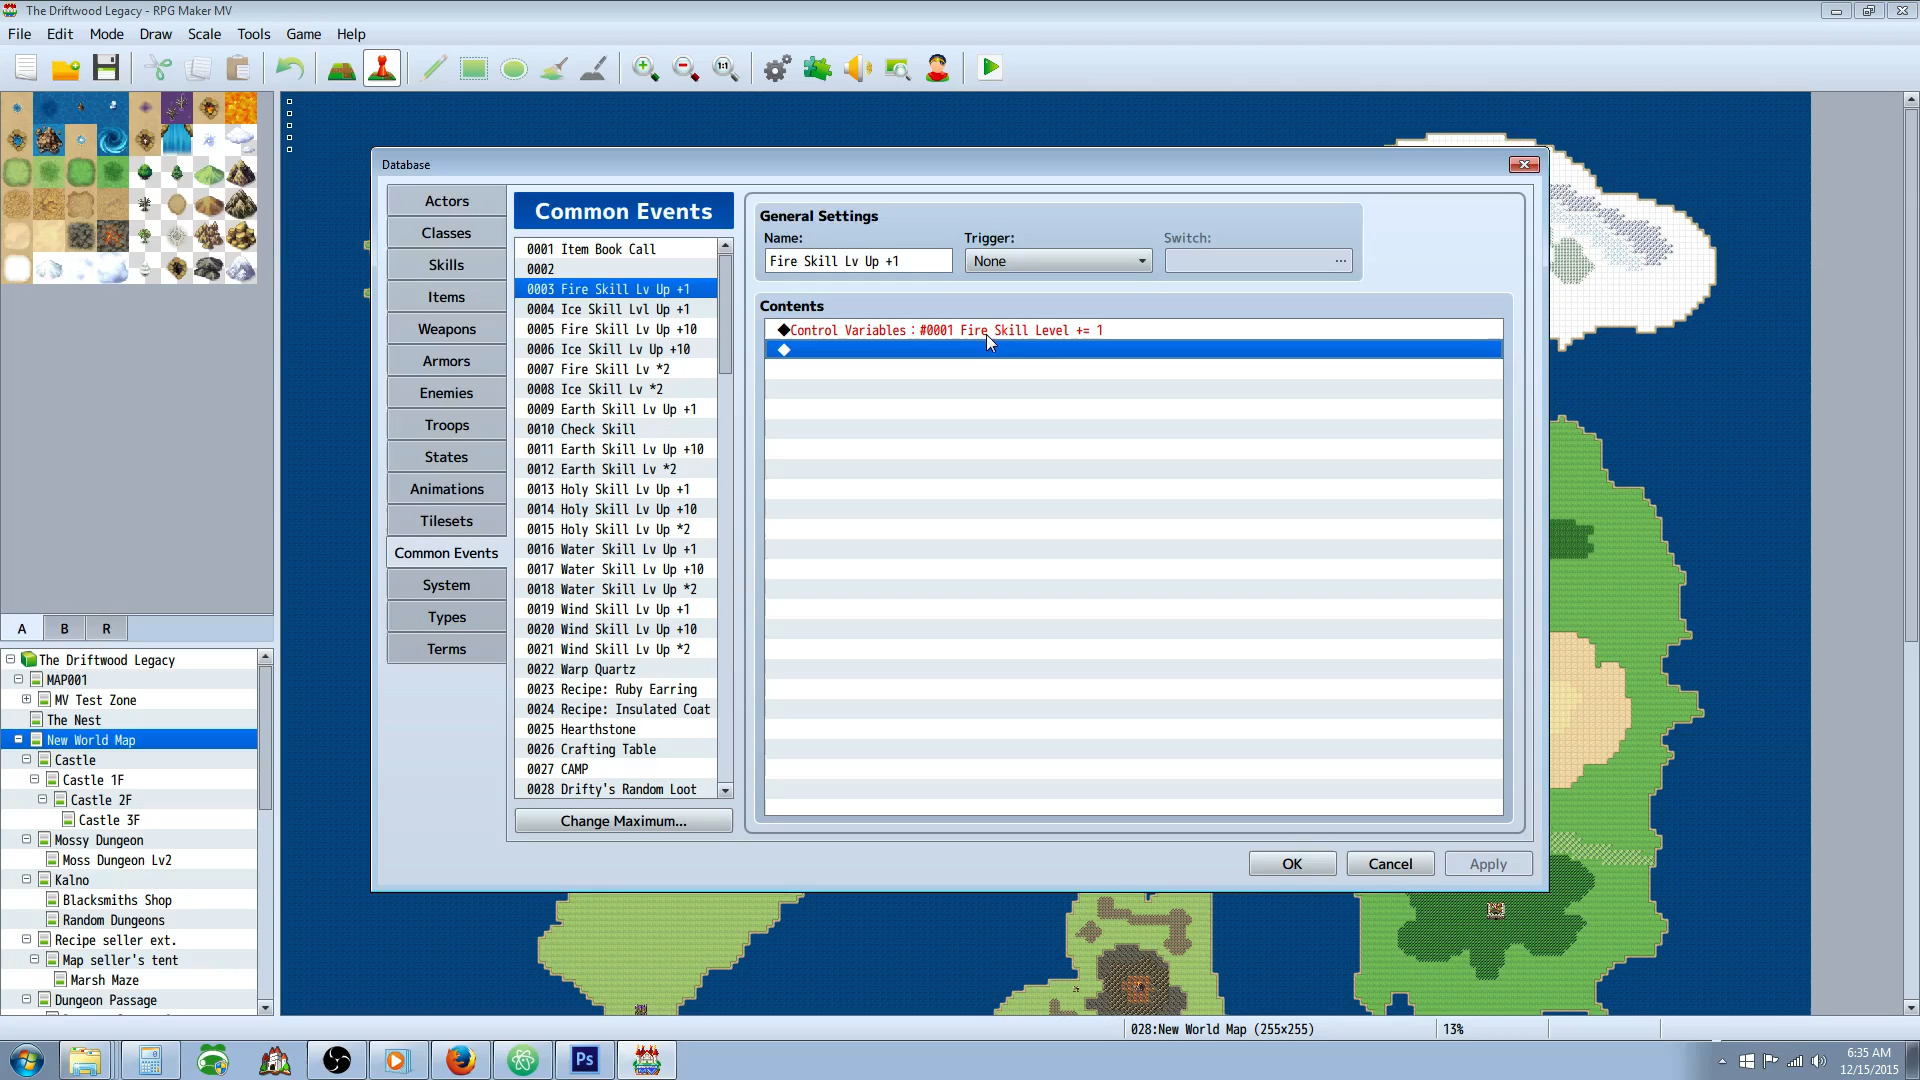 The Driftwood Legacy - RPG Maker MV
File Edit Mode Draw Scale Tools Game Help
1:1
Database
Actors
Classes
Skills
Items
Weapons
Armors
Enemies
Troops
States
Animations
Tilesets
Common Events
System
Types
Terms
Common Events
0001 Item Book Call
0002
0003 Fire Skill Lv Up +1
0004 Ice Skill Lvl Up +1
0005 Fire Skill Lv Up +10
0006 Ice Skill Lv Up +10
0007 Fire Skill Lv *2
0008 Ice Skill Lv *2
0009 Earth Skill Lv Up +1
0010 Check Skill
0011 Earth Skill Lv Up +10
0012 Earth Skill Lv *2
0013 Holy Skill Lv Up +1
0014 Holy Skill Lv Up +10
0015 Holy Skill Lv Up *2
0016 Water Skill Lv Up +1
0017 Water Skill Lv Up +10
0018 Water Skill Lv Up *2
0019 Wind Skill Lv Up +1
0020 Wind Skill Lv Up +10
0021 Wind Skill Lv Up *2
0022 Warp Quartz
0023 Recipe: Ruby Earring
0024 Recipe: Insulated Coat
0025 Hearthstone
0026 Crafting Table
0027 CAMP
0028 Drifty's Random Loot
Change Maximum...
General Settings
Name: Trigger: Switch:
Fire Skill Lv Up +1 None ...
Contents
◆Control Variables : #0001 Fire Skill Level += 1
◆
OK Cancel Apply
A B R
The Driftwood Legacy
MAP001
MV Test Zone
The Nest
New World Map
Castle
Castle 1F
Castle 2F
Castle 3F
Mossy Dungeon
Moss Dungeon Lv2
Kalno
Blacksmiths Shop
Random Dungeons
Recipe seller ext.
Map seller's tent
Marsh Maze
Dungeon Passage
028:New World Map (255x255) 13%
Ps
6:35 AM
12/15/2015